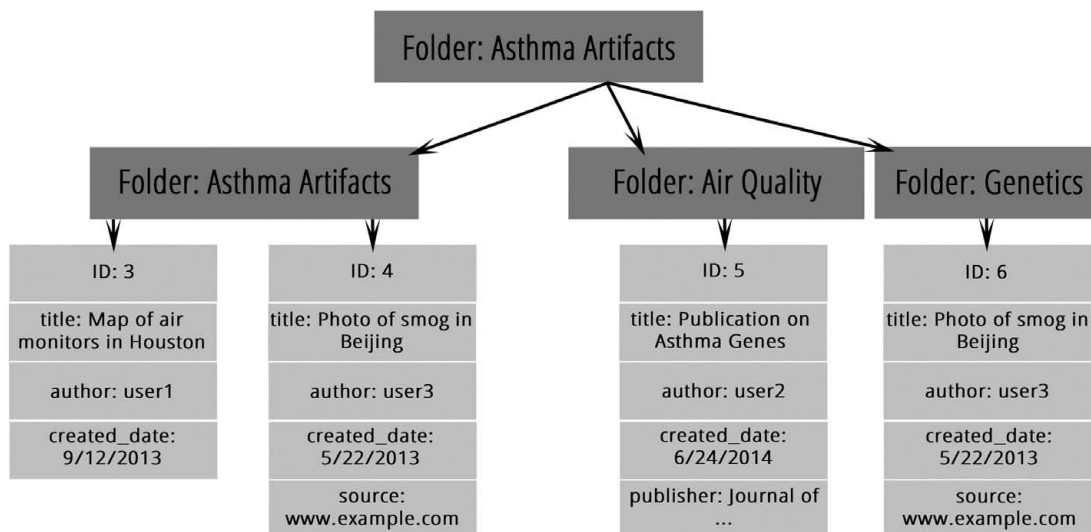 Folder: Asthma Artifacts
Folder: Asthma Artifacts
Folder: Air Quality
Folder: Genetics
ID: 3
title: Map of air
monitors in Houston
author: user1
created_date:
9/12/2013
ID: 4
title: Photo of smog in
Beijing
author: user3
created_date:
5/22/2013
source:
www.example.com
ID: 5
title: Publication on
Asthma Genes
author: user2
created_date:
6/24/2014
publisher: Journal of
...
ID: 6
title: Photo of smog in
Beijing
author: user3
created_date:
5/22/2013
source:
www.example.com